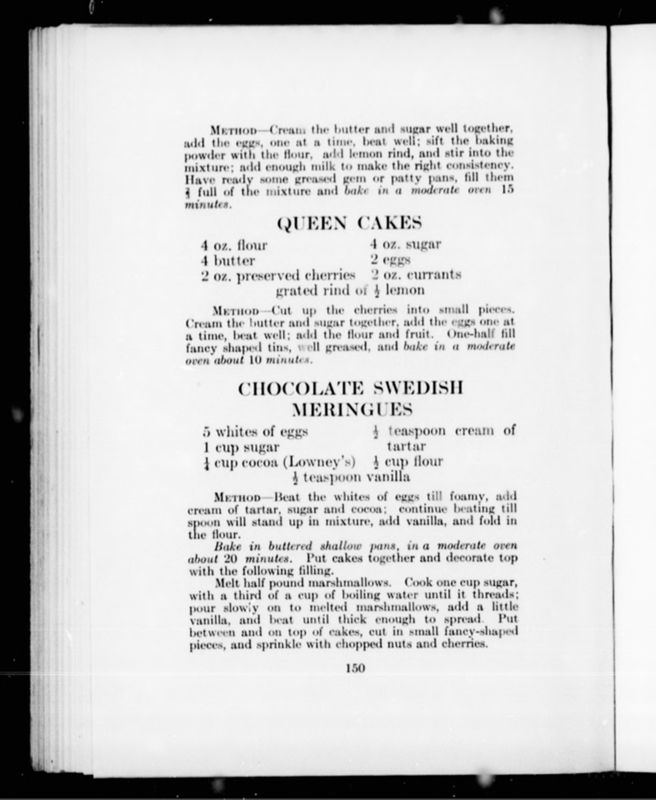 METHOD—Cream the butter and sugar well together,
add the eggs, one at a time, beat well; sift the baking
powder with the flour, add lemon rind, and stir into the
mixture; add enough milk to make the right consistency.
Have ready some greased gem or patty pans, fill them
¾ full of the mixture and bake in a moderate oven 15
minutes.
QUEEN CAKES
4 oz. flour 4 oz. sugar
4 butter 2 eggs
2 oz. preserved cherries 2 oz. currants
grated rind of ½ lemon
METHOD—Cut up the cherries into small pieces.
Cream the butter and sugar together, add the eggs one at
a time, beat well; add the flour and fruit. One-half fill
fancy shaped tins, well greased, and bake in a moderate
oven about 10 minutes.
CHOCOLATE SWEDISH
MERINGUES
5 whites of eggs ½ teaspoon cream of
1 cup sugar tartar
¼ cup cocoa (Lowney's) ½ cup flour
½ teaspoon vanilla
METHOD—Beat the whites of eggs till foamy, add
cream of tartar, sugar and cocoa; continue beating till
spoon will stand up in mixture, add vanilla, and fold in
the flour.
Bake in buttered shallow pans, in a moderate oven
about 20 minutes. Put cakes together and decorate top
with the following filling.
Melt half pound marshmallows. Cook one cup sugar,
with a third of a cup of boiling water until it threads;
pour slowly on to melted marshmallows, add a little
vanilla, and beat until thick enough to spread. Put
between and on top of cakes, cut in small fancy-shaped
pieces, and sprinkle with chopped nuts and cherries.
150